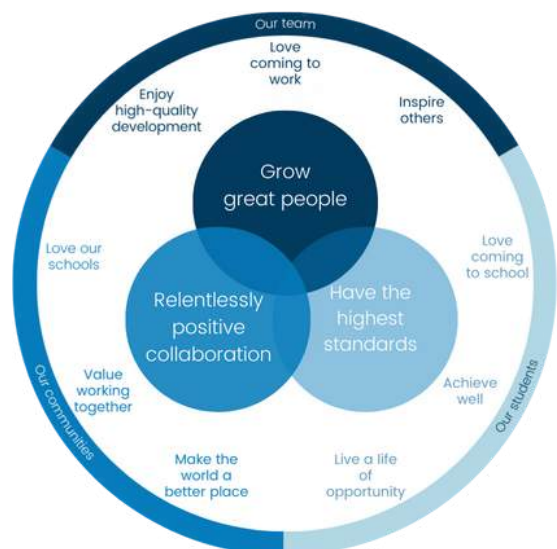 Our team
Love
coming to
work
Enjoy
high-quality
development
Inspire
others
Grow
great people
Love our
schools
Love
coming
to school
Relentlessly
positive
collaboration
Have the
highest
standards
Value
working
together
Achieve
well
Make the
world a
better place
Live a life
of
opportunity
Our communities
Our students